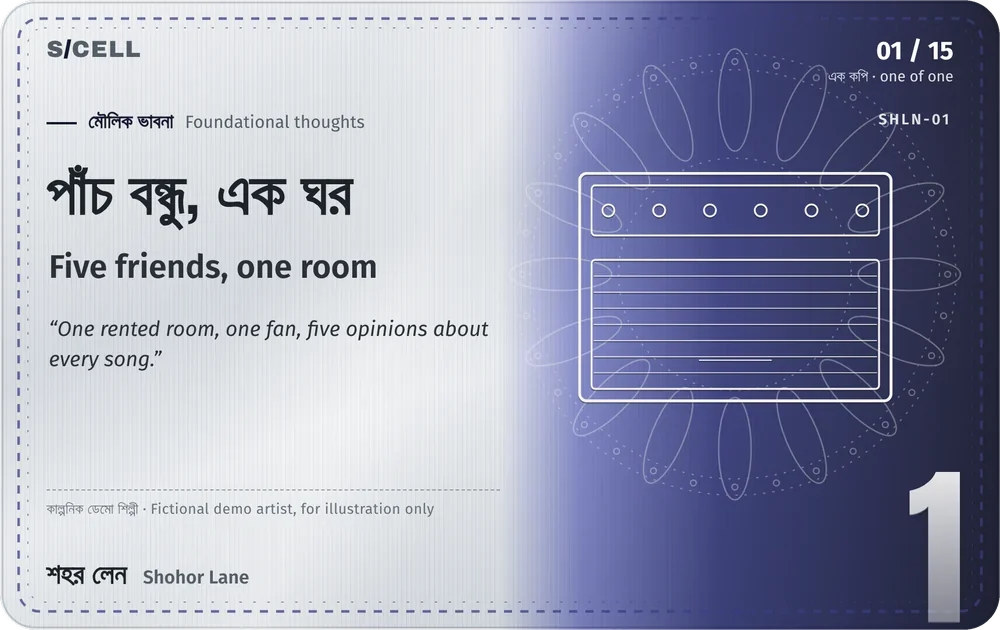 S/CELL
01 / 15
এক কপি · one of one
SHLN-01
মৌলিক ভাবনা Foundational thoughts
পাঁচ বন্ধু, এক ঘর
Five friends, one room
“One rented room, one fan, five opinions about
every song.”
কাল্পনিক ডেমো শিল্পী · Fictional demo artist, for illustration only
শহর লেন Shohor Lane
1